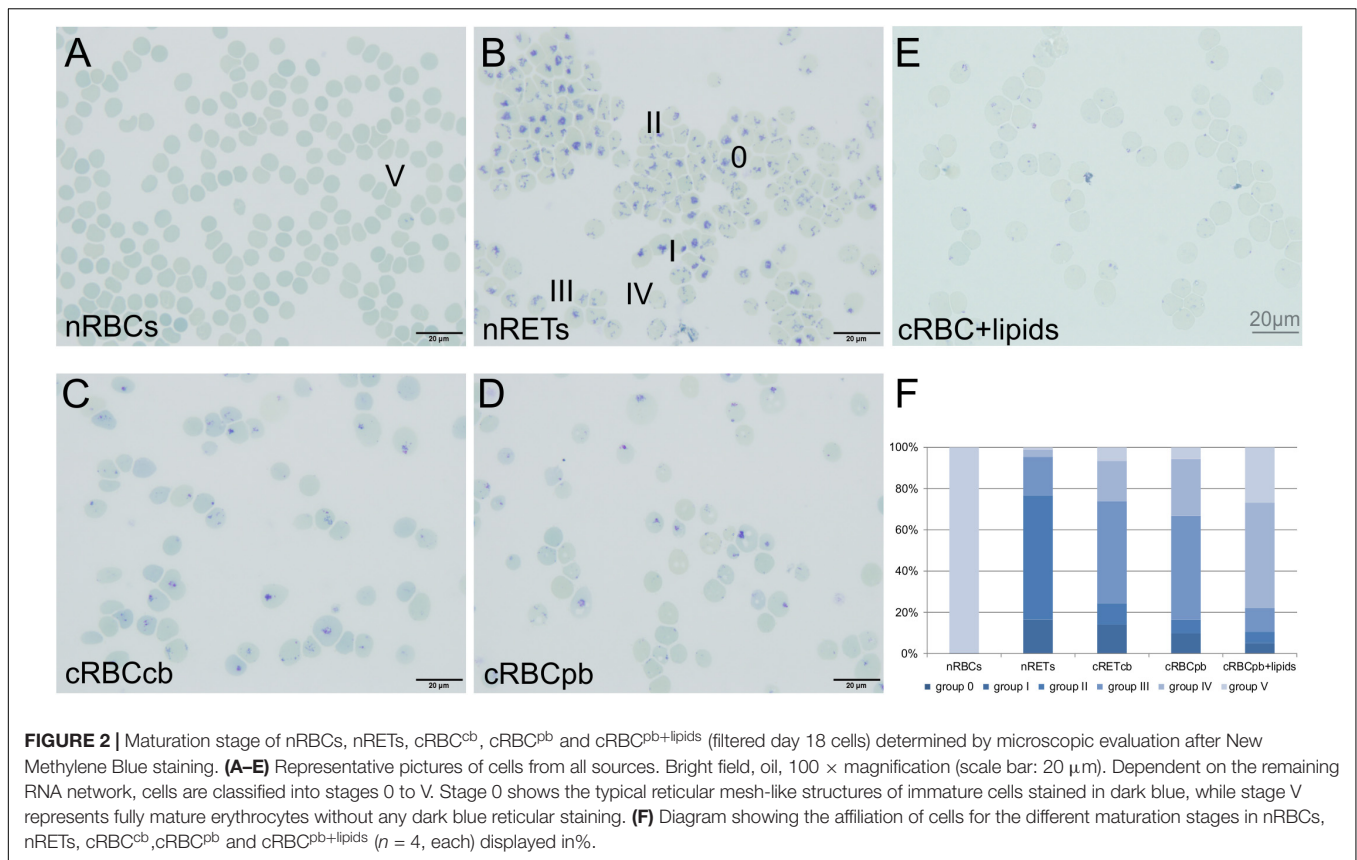 A
V
nRBCs
20 µm
B
II
0
I
III
IV
nRETs
20 µm
E
cRBC+lipids
20µm
C
cRBCcb
20 µm
D
cRBCpb
20 µm
F
100%
80%
60%
40%
20%
0%
nRBCs nRETs cRETcb cRBCpb cRBCpb+lipids
group 0 group I group II group III group IV group V
FIGURE 2 | Maturation stage of nRBCs, nRETs, cRBCcb, cRBCpb and cRBCpb+lipids (filtered day 18 cells) determined by microscopic evaluation after New
Methylene Blue staining. (A–E) Representative pictures of cells from all sources. Bright field, oil, 100 × magnification (scale bar: 20 μm). Dependent on the remaining
RNA network, cells are classified into stages 0 to V. Stage 0 shows the typical reticular mesh-like structures of immature cells stained in dark blue, while stage V
represents fully mature erythrocytes without any dark blue reticular staining. (F) Diagram showing the affiliation of cells for the different maturation stages in nRBCs,
nRETs, cRBCcb,cRBCpb and cRBCpb+lipids (n = 4, each) displayed in%.